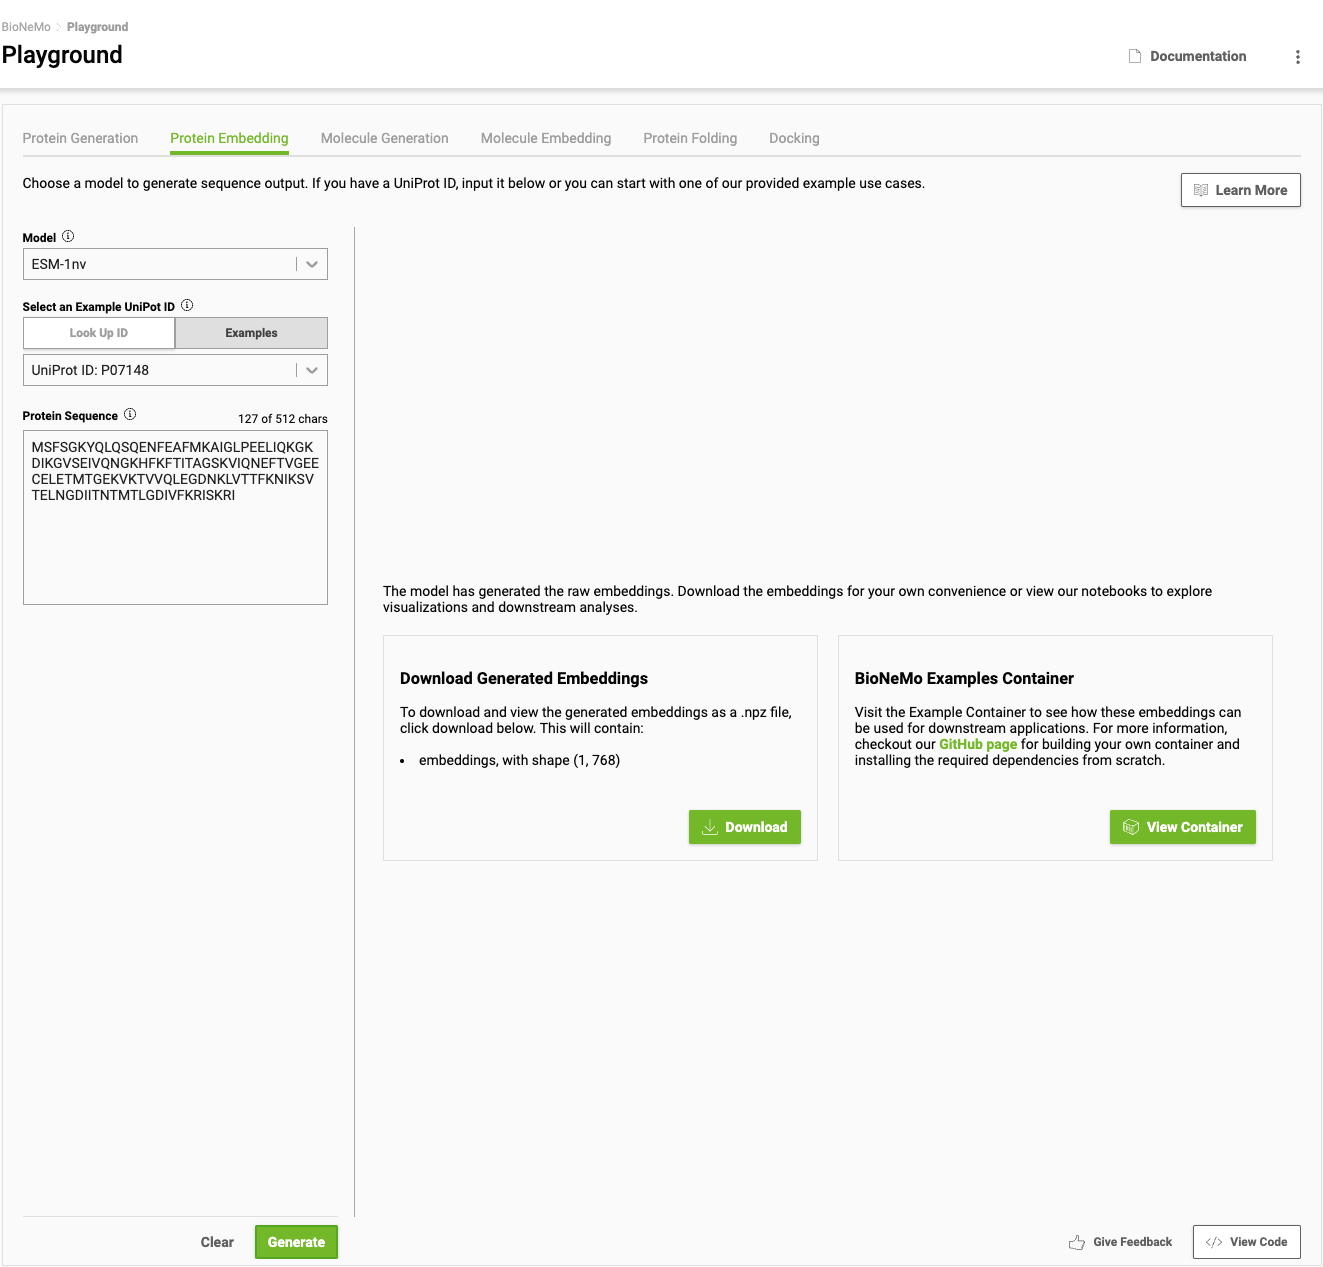 BioNeMo > Playground
Playground
Documentation
Protein Generation
Protein Embedding
Molecule Generation
Molecule Embedding
Protein Folding
Docking
Choose a model to generate sequence output. If you have a UniProt ID, input it below or you can start with one of our provided example use cases.
Learn More
Model
ESM-1nv
Select an Example UniPot ID
Look Up ID
Examples
UniProt ID: P07148
Protein Sequence
127 of 512 chars
MSFSGKYQLQSQENFEAFMKAIGLPEELIQKGK
DIKGVSEIVQNGKHFKFTITAGSKVIQNEFTVGEE
CELETMTGEKVKTVVQLEGDNKLVTTFKNIKSV
TELNGDIITNTMTLGDIVFKRISKRI
The model has generated the raw embeddings. Download the embeddings for your own convenience or view our notebooks to explore
visualizations and downstream analyses.
Download Generated Embeddings
To download and view the generated embeddings as a .npz file,
click download below. This will contain:
• embeddings, with shape (1, 768)
Download
BioNeMo Examples Container
Visit the Example Container to see how these embeddings can
be used for downstream applications. For more information,
checkout our GitHub page for building your own container and
installing the required dependencies from scratch.
View Container
Clear
Generate
Give Feedback
</> View Code